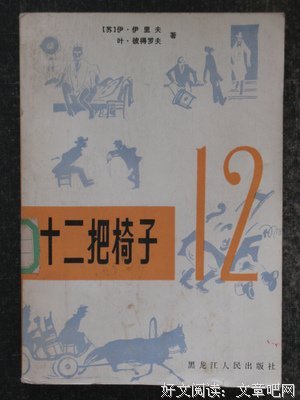 〔苏〕伊·伊里夫
叶·彼得罗夫 著
12
十二把椅子
黑龙江人民出版社
好文阅读:文章吧网